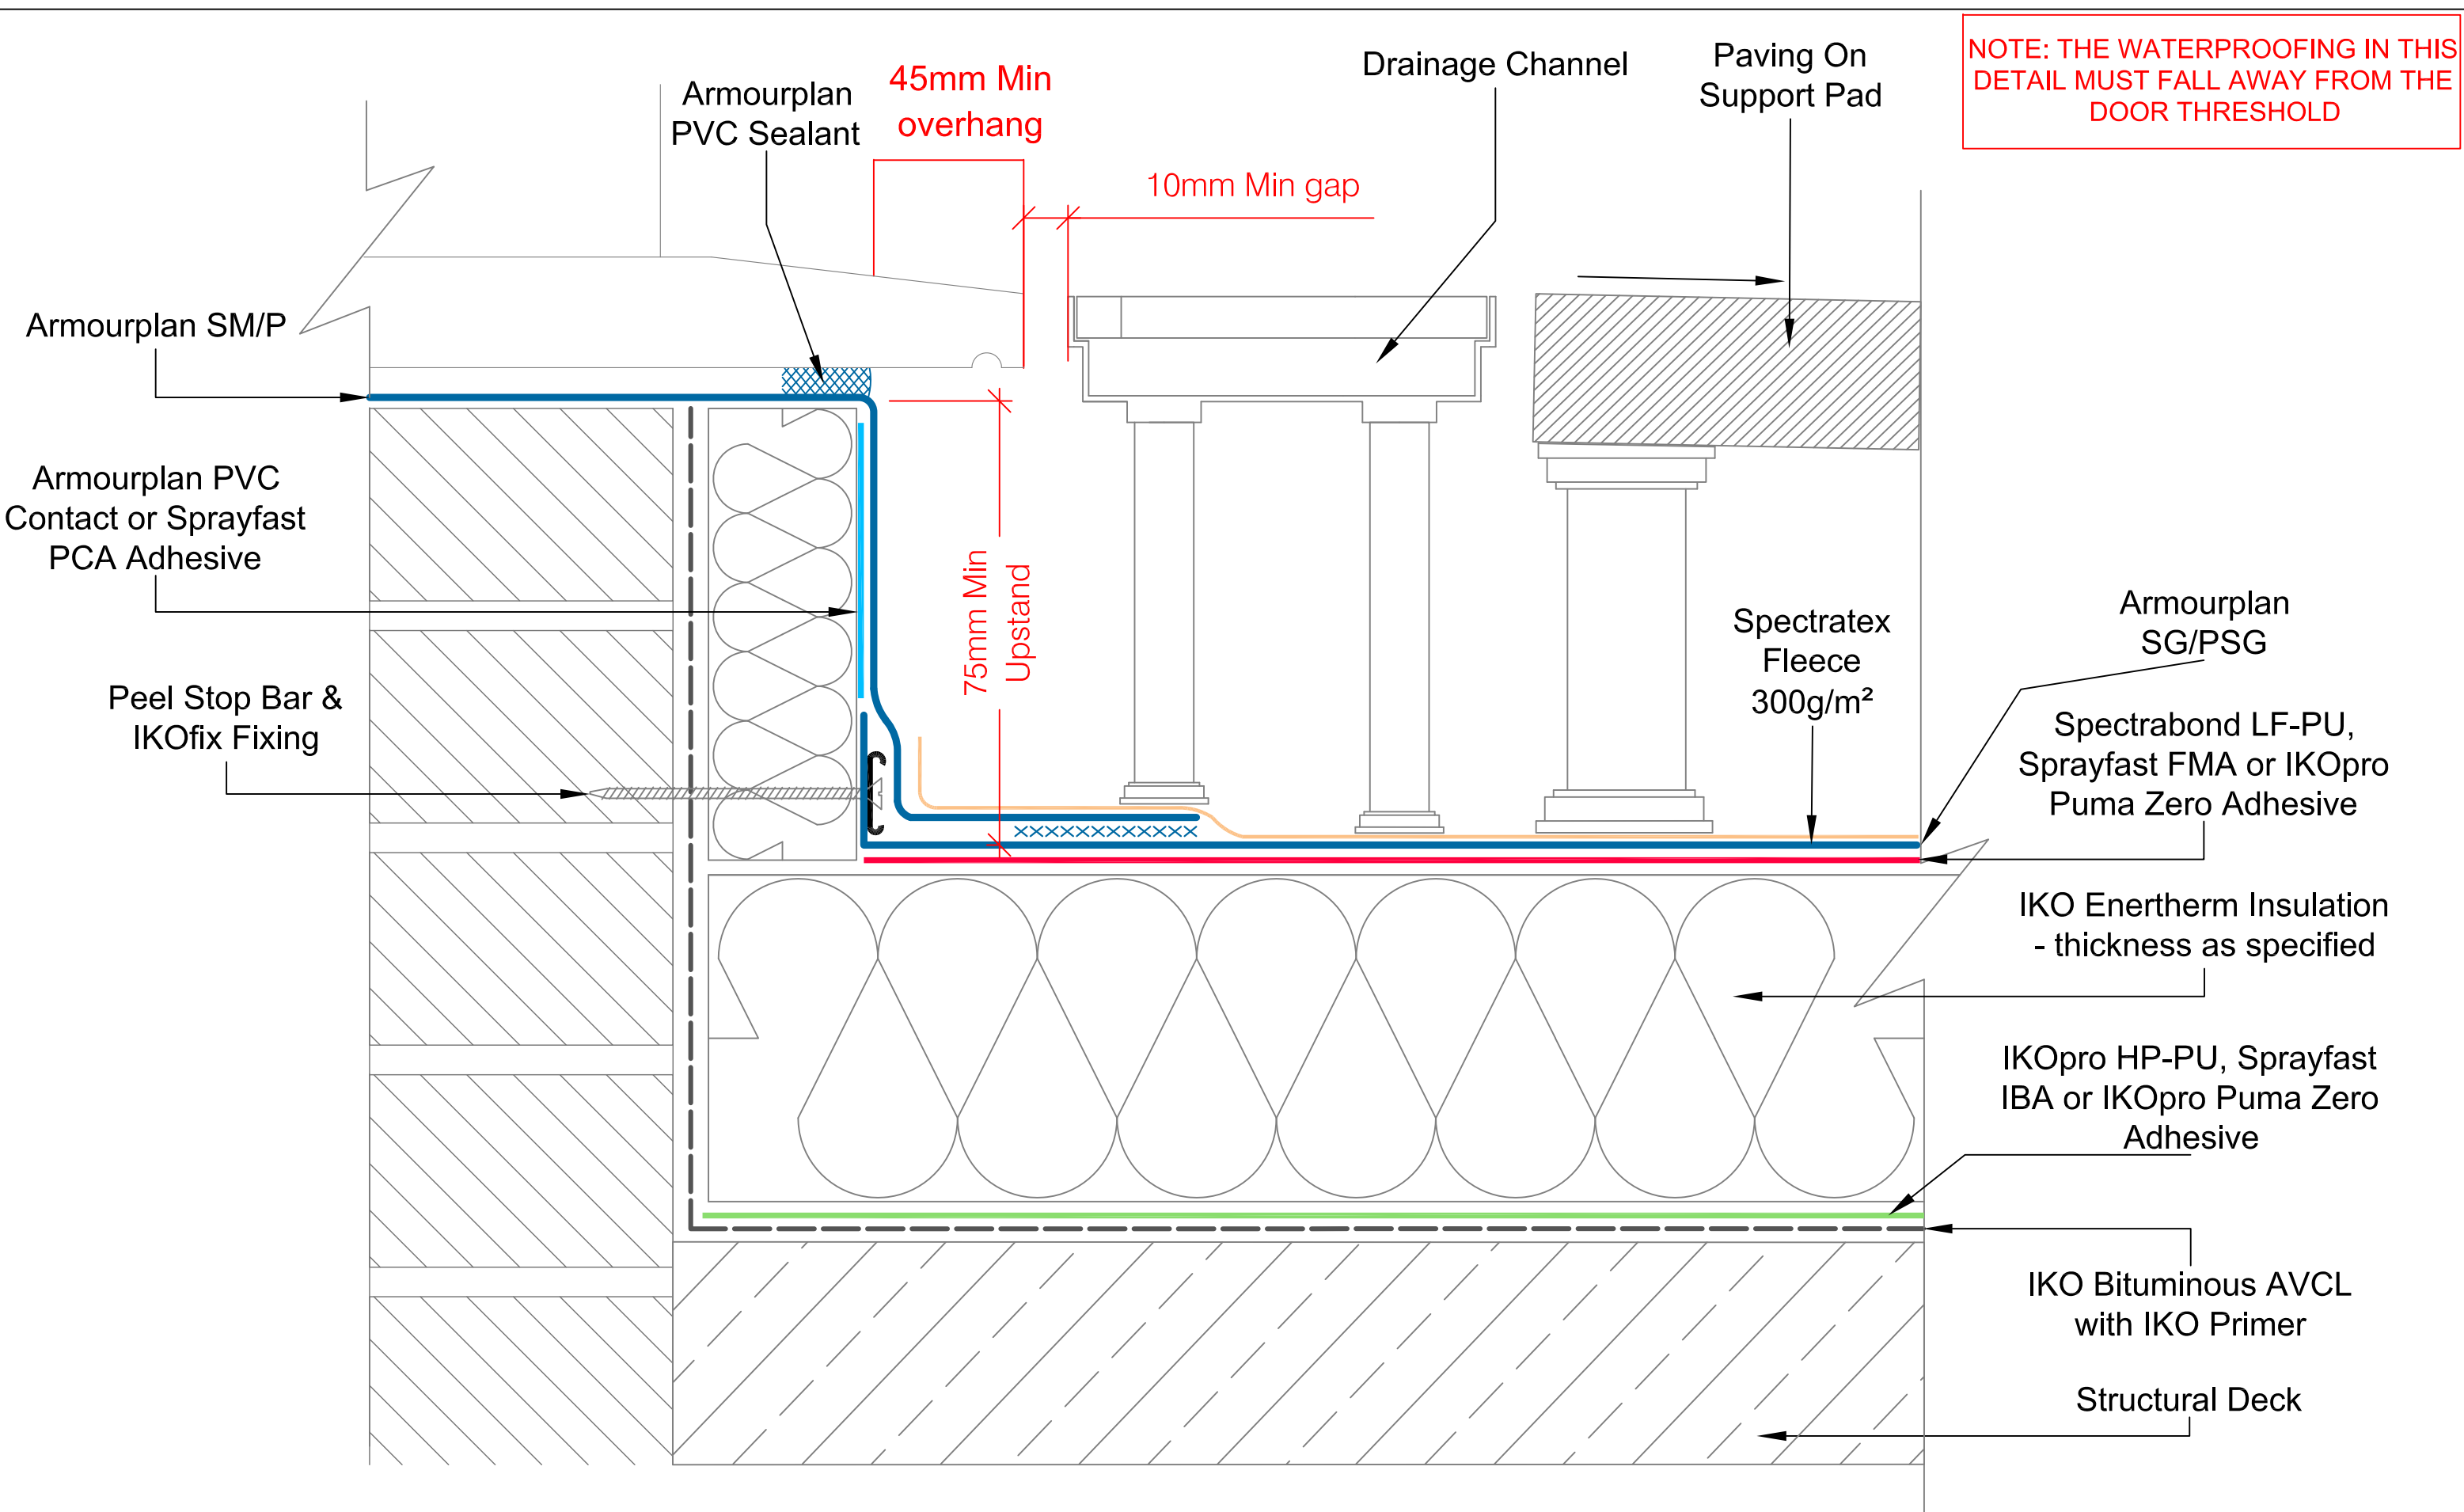 NOTE: THE WATERPROOFING IN THIS
DETAIL MUST FALL AWAY FROM THE
DOOR THRESHOLD
Armourplan
PVC Sealant
45mm Min
overhang
10mm Min gap
Drainage Channel
Paving On
Support Pad
Armourplan SM/P
Armourplan PVC
Contact or Sprayfast
PCA Adhesive
Peel Stop Bar &
IKOfix Fixing
75mm Min
Upstand
Spectratex
Fleece
300g/m²
Armourplan
SG/PSG
Spectrabond LF-PU,
Sprayfast FMA or IKOpro
Puma Zero Adhesive
IKO Enertherm Insulation
- thickness as specified
IKOpro HP-PU, Sprayfast
IBA or IKOpro Puma Zero
Adhesive
IKO Bituminous AVCL
with IKO Primer
Structural Deck